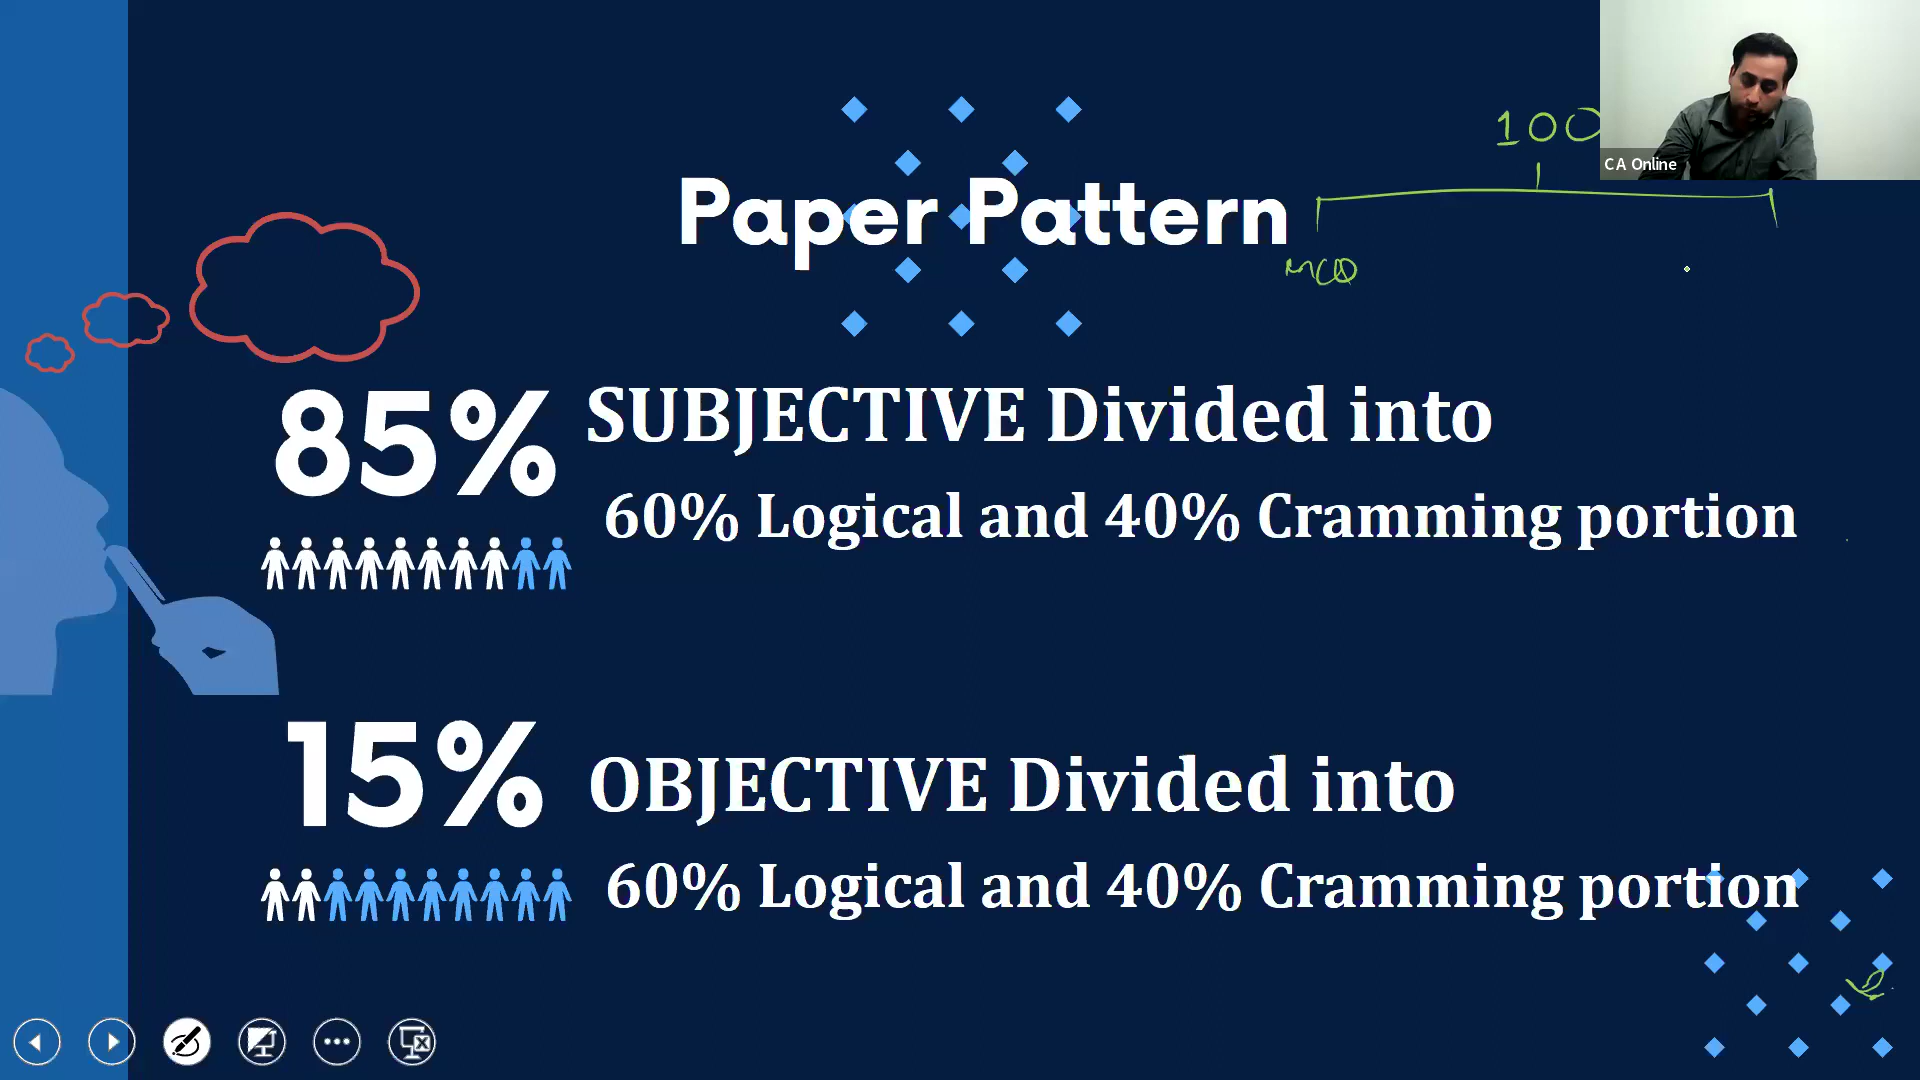 100
C A Online
Paper Pattern
MCQ
85%
SUBJECTIVE Divided into
60% Logical and 40% Cramming portion
15%
OBJECTIVE Divided into
60% Logical and 40% Cramming portion